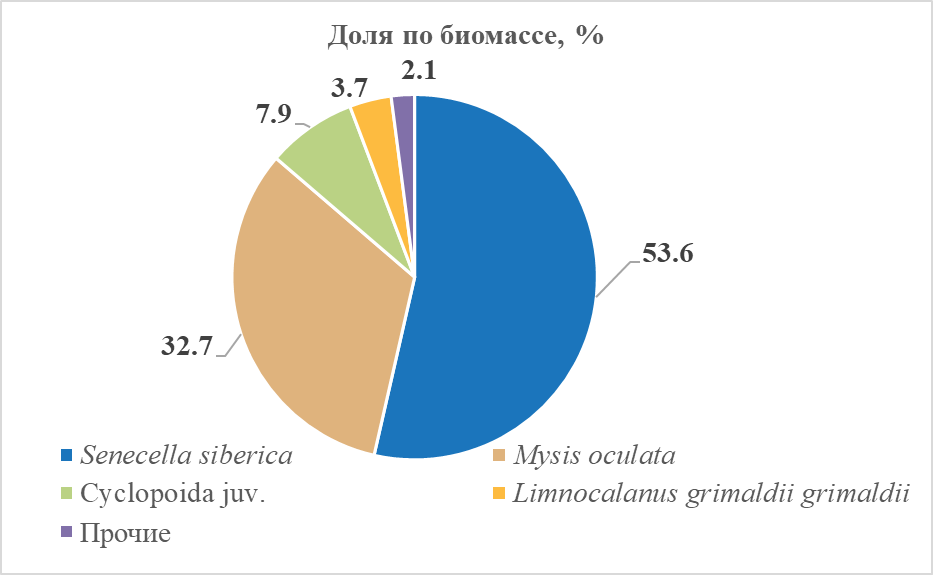 Доля по биомассе, %
2.1
3.7
7.9
53.6
32.7
Senecella siberica
Mysis oculata
Cyclopoida juv.
Limnocalanus grimaldii grimaldii
Прочие